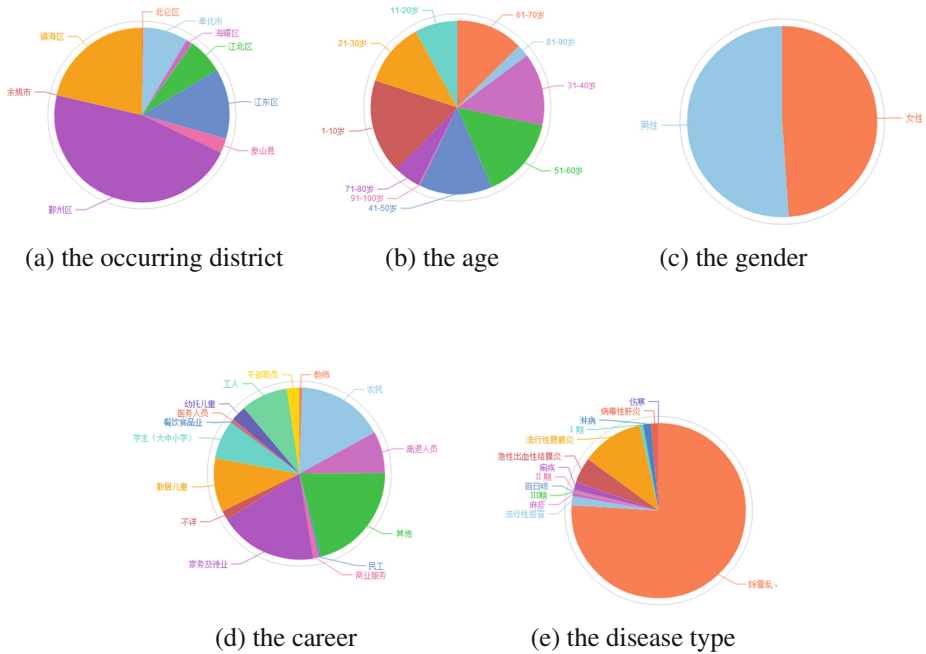 北仑区
奉化市
海曙区
江北区
江东区
象山县
鄞州区
余姚市
镇海区
(a) the occurring district
61-70岁
81-90岁
31-40岁
51-60岁
41-50岁
91-100岁
71-80岁
1-10岁
21-30岁
11-20岁
(b) the age
女性
男性
(c) the gender
教师
农民
离退人员
其他
民工
商业服务
家务及待业
不详
散居儿童
学生（大中小学）
餐饮食品业
医务人员
幼托儿童
工人
干部职员
(d) the career
伤寒
病毒性肝炎
淋病
Ⅰ期
流行性腮腺炎
急性出血性结膜炎
痢疾
Ⅱ期
百日咳
Ⅲ期
麻疹
流行性感冒
除霍乱、
(e) the disease type